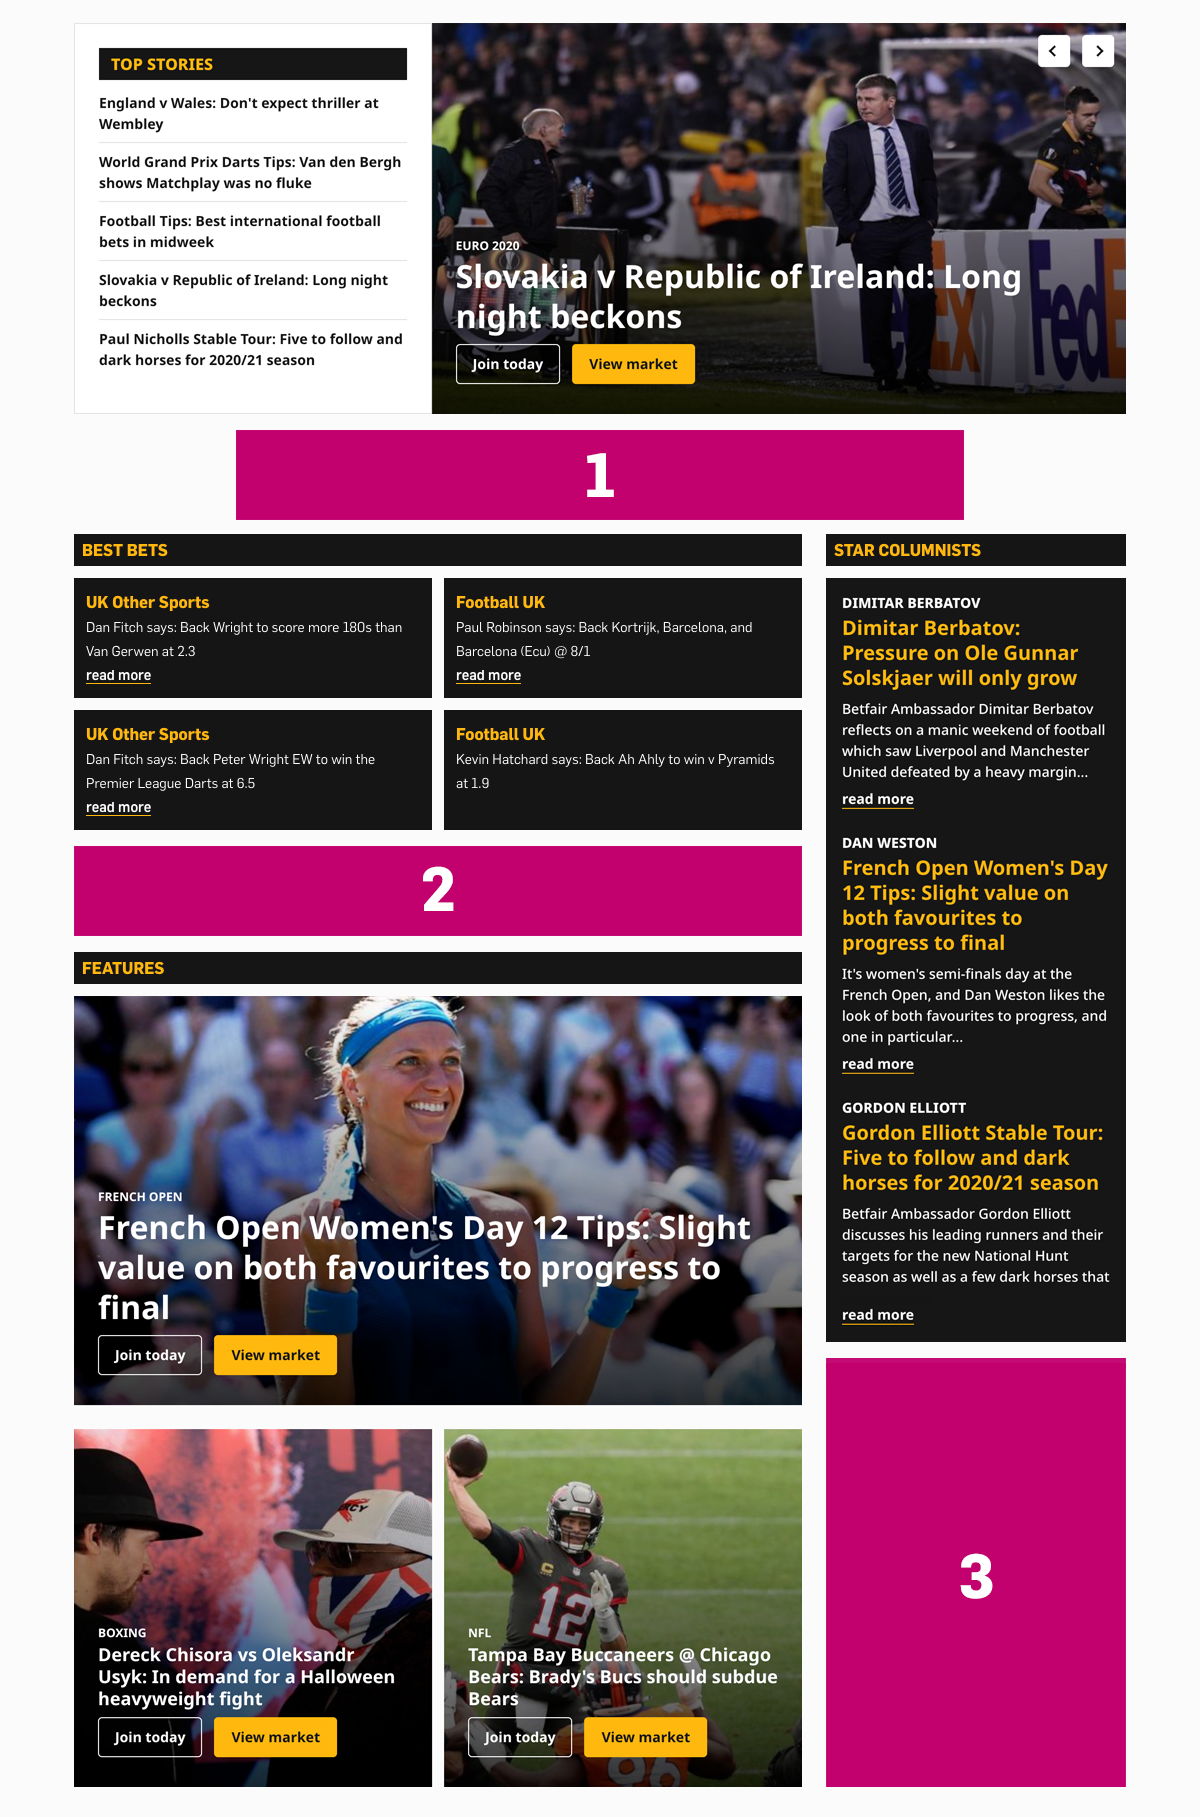 TOP STORIES
England v Wales: Don't expect thriller at
Wembley
World Grand Prix Darts Tips: Van den Bergh
shows Matchplay was no fluke
Football Tips: Best international football
bets in midweek
Slovakia v Republic of Ireland: Long night
beckons
Paul Nicholls Stable Tour: Five to follow and
dark horses for 2020/21 season
EURO 2020
Slovakia v Republic of Ireland: Long
night beckons
Join today
View market
FedEx
FedE
1
BEST BETS
UK Other Sports
Dan Fitch says: Back Wright to score more 180s than
Van Gerwen at 2.3
read more
Football UK
Paul Robinson says: Back Kortrijk, Barcelona, and
Barcelona (Ecu) @ 8/1
read more
UK Other Sports
Dan Fitch says: Back Peter Wright EW to win the
Premier League Darts at 6.5
read more
Football UK
Kevin Hatchard says: Back Ah Ahly to win v Pyramids
at 1.9
2
FEATURES
FRENCH OPEN
French Open Women's Day 12 Tips: Slight
value on both favourites to progress to
final
Join today
View market
BOXING
Dereck Chisora vs Oleksandr
Usyk: In demand for a Halloween
heavyweight fight
Join today
View market
12
NFL
Tampa Bay Buccaneers @ Chicago
Bears: Brady's Bucs should subdue
Bears
Join today
View market
96
STAR COLUMNISTS
DIMITAR BERBATOV
Dimitar Berbatov:
Pressure on Ole Gunnar
Solskjaer will only grow
Betfair Ambassador Dimitar Berbatov
reflects on a manic weekend of football
which saw Liverpool and Manchester
United defeated by a heavy margin...
read more
DAN WESTON
French Open Women's Day
12 Tips: Slight value on
both favourites to
progress to final
It's women's semi-finals day at the
French Open, and Dan Weston likes the
look of both favourites to progress, and
one in particular...
read more
GORDON ELLIOTT
Gordon Elliott Stable Tour:
Five to follow and dark
horses for 2020/21 season
Betfair Ambassador Gordon Elliott
discusses his leading runners and their
targets for the new National Hunt
season as well as a few dark horses that
read more
3